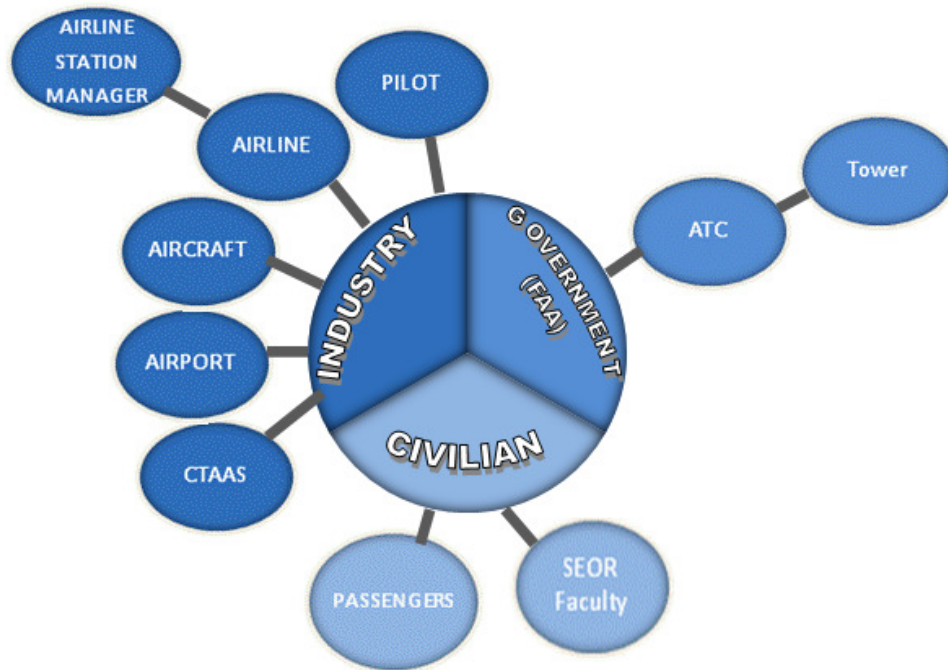 AIRLINE
STATION
MANAGER
PILOT
AIRLINE
Tower
ATC
AIRCRAFT
INDUSTRY
GOVERNMENT
(FAA)
AIRPORT
CIVILIAN
CTAAS
PASSENGERS
SEOR
Faculty